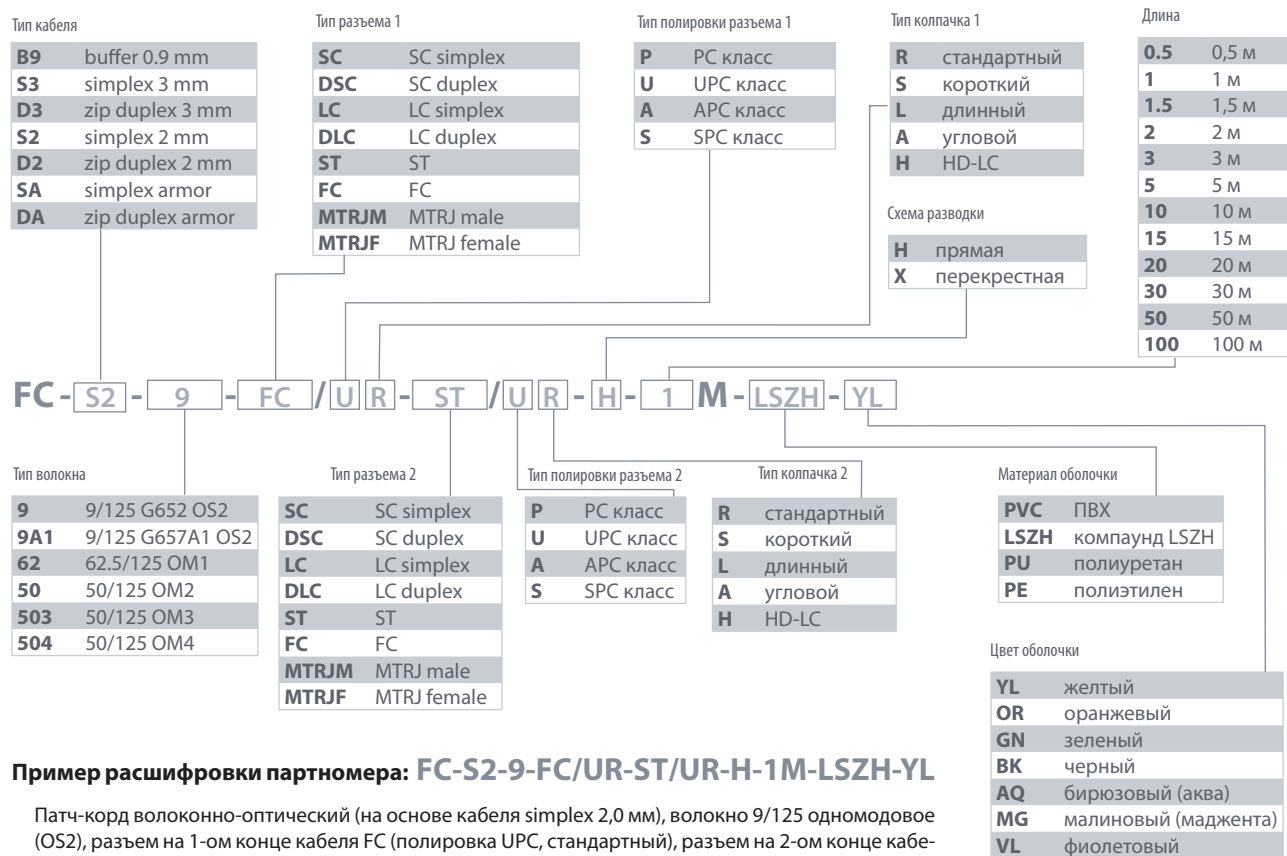 Тип кабеля
B9 buffer 0.9 mm
S3 simplex 3 mm
D3 zip duplex 3 mm
S2 simplex 2 mm
D2 zip duplex 2 mm
SA simplex armor
DA zip duplex armor
Тип разъема 1
SC SC simplex
DSC SC duplex
LC LC simplex
DLC LC duplex
ST ST
FC FC
MTRJM MTRJ male
MTRJF MTRJ female
Тип полировки разъема 1
P PC класс
U UPC класс
A APC класс
S SPC класс
Тип колпачка 1
R стандартный
S короткий
L длинный
A угловой
H HD-LC
Схема разводки
H прямая
X перекрестная
Длина
0.5 0,5 м
1 1 м
1.5 1,5 м
2 2 м
3 3 м
5 5 м
10 10 м
15 15 м
20 20 м
30 30 м
50 50 м
100 100 м
FC - S2 - 9 - FC / U R - ST / U R - H - 1 M - LSZH - YL
Тип волокна
9 9/125 G652 OS2
9A1 9/125 G657A1 OS2
62 62.5/125 OM1
50 50/125 OM2
503 50/125 OM3
504 50/125 OM4
Тип разъема 2
SC SC simplex
DSC SC duplex
LC LC simplex
DLC LC duplex
ST ST
FC FC
MTRJM MTRJ male
MTRJF MTRJ female
Тип полировки разъема 2
P PC класс
U UPC класс
A APC класс
S SPC класс
Тип колпачка 2
R стандартный
S короткий
L длинный
A угловой
H HD-LC
Материал оболочки
PVC ПВХ
LSZH компаунд LSZH
PU полиуретан
PE полиэтилен
Цвет оболочки
YL желтый
OR оранжевый
GN зеленый
BK черный
AQ бирюзовый (аква)
MG малиновый (маджента)
VL фиолетовый
Пример расшифровки партномера: FC-S2-9-FC/UR-ST/UR-H-1M-LSZH-YL
Патч-корд волоконно-оптический (на основе кабеля simplex 2,0 мм), волокно 9/125 одномодовое
(OS2), разъем на 1-ом конце кабеля FC (полировка UPC, стандартный), разъем на 2-ом конце кабе-